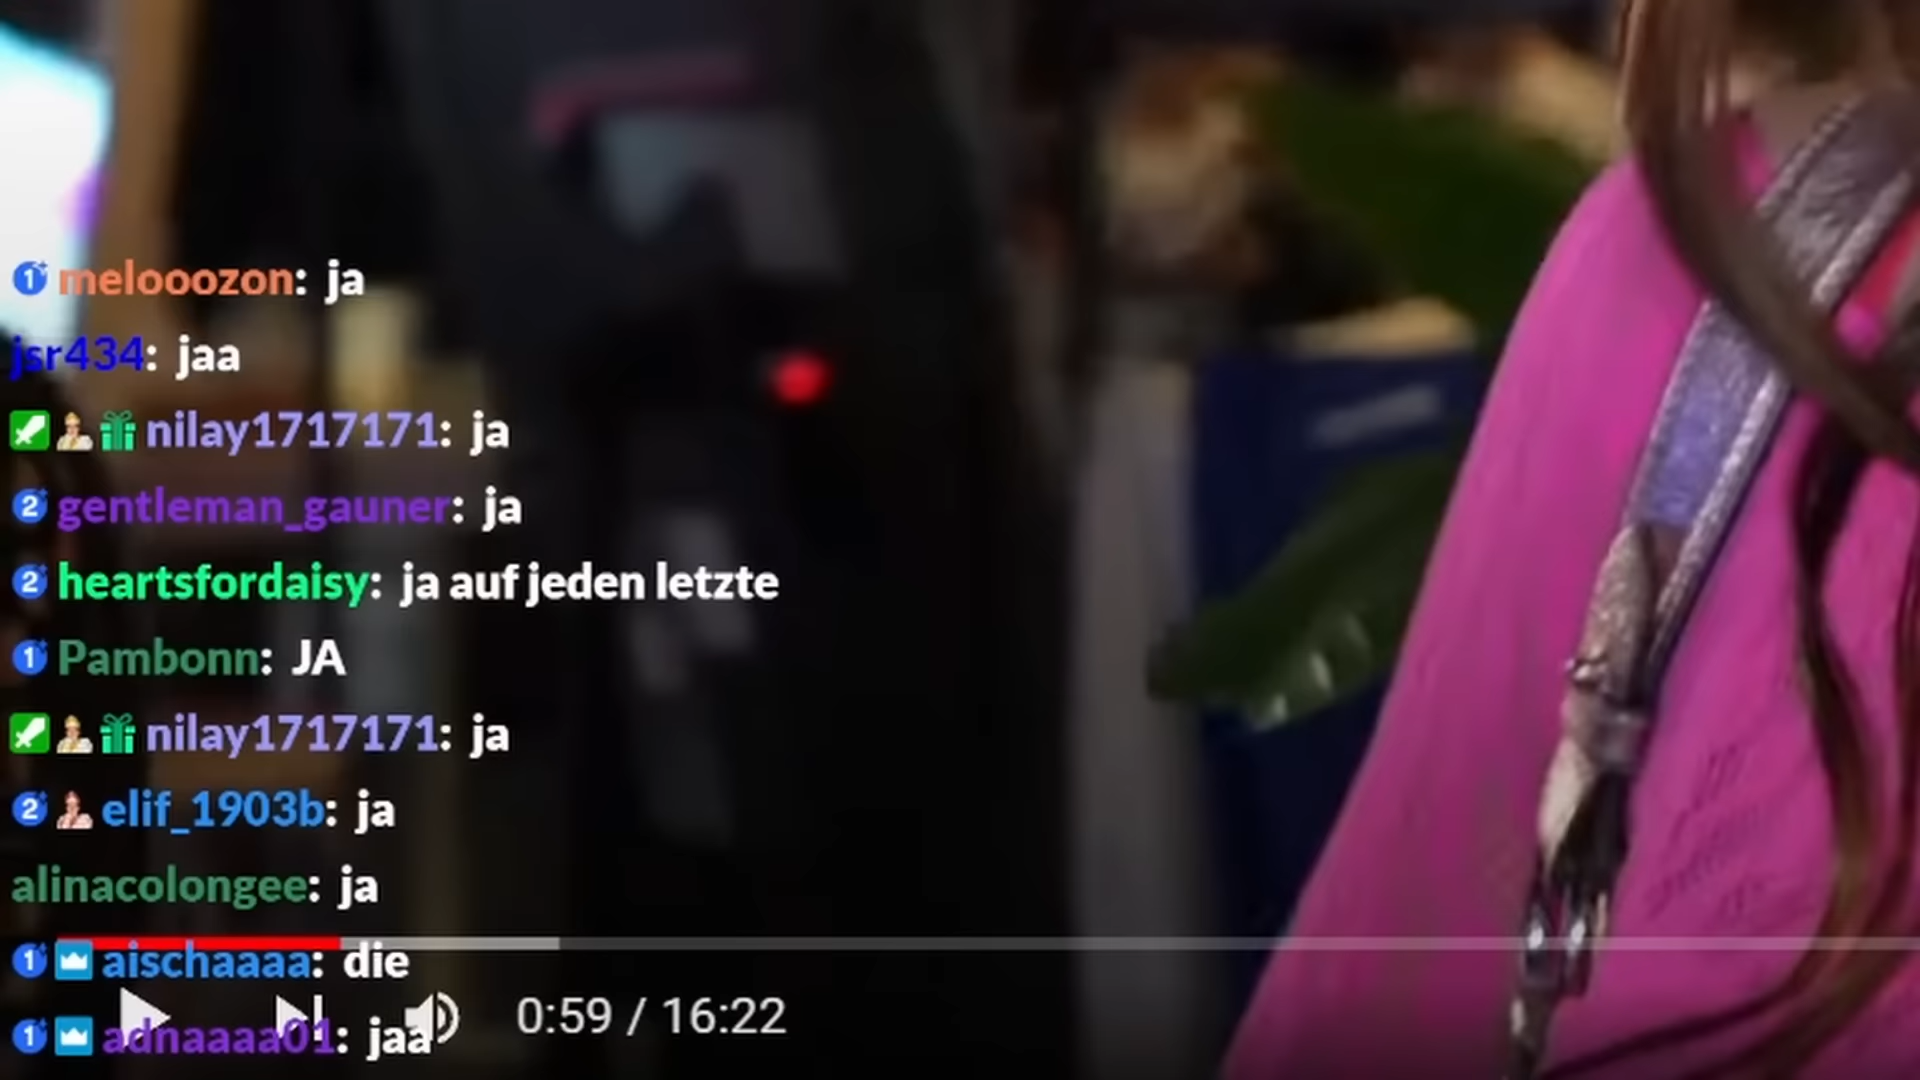 melooozon: ja
jsr434: jaa
nilay1717171: ja
gentleman_gauner: ja
heartsfordaisy: ja auf jeden letzte
Pambonn: JA
nilay1717171: ja
elif_1903b: ja
alinacolongee: ja
aischaaaa: die
adnaaaa01: jaa
0:59 / 16:22